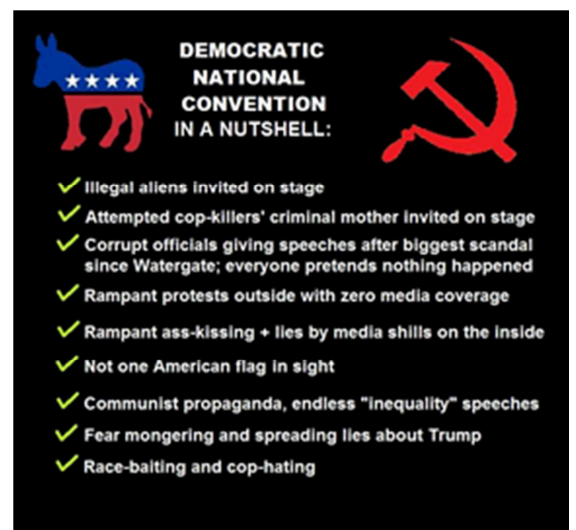 DEMOCRATIC
NATIONAL
CONVENTION
IN A NUTSHELL:
Illegal aliens invited on stage
Attempted cop-killers' criminal mother invited on stage
Corrupt officials giving speeches after biggest scandal
since Watergate; everyone pretends nothing happened
Rampant protests outside with zero media coverage
Rampant ass-kissing + lies by media shills on the inside
Not one American flag in sight
Communist propaganda, endless "inequality" speeches
Fear mongering and spreading lies about Trump
Race-baiting and cop-hating